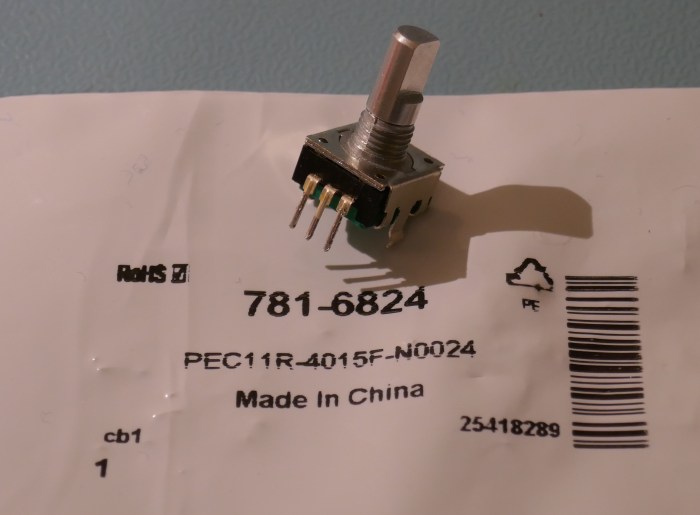 RoHS
781-6824
PE
PEC11R-4015F-N0024
Made In China
cb1
25418289
1